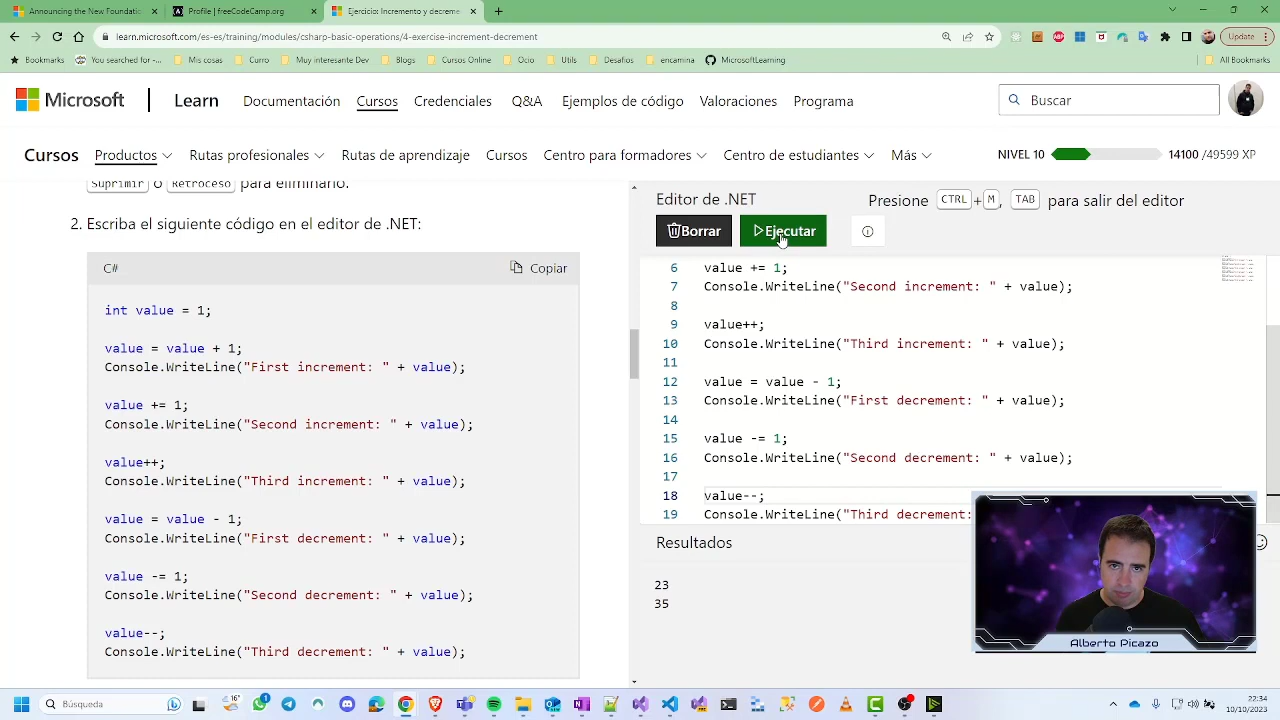 Announcing the New Foundatic
Profile | freeCodeCamp.org
Ejercicio: Incremento y decreme
learn.microsoft.com/es-es/training/modules/csharp-basic-operations/4-exercise-increment-decrement
Update
Bookmarks
You searched for -...
Mis cosas
Curro
Muy interesante Dev
Blogs
Cursos Online
Ocio
Utils
Desafios
encamina
MicrosoftLearning
All Bookmarks
Microsoft
Learn
Documentación
Cursos
Credenciales
Q&A
Ejemplos de código
Valoraciones
Programa
Buscar
Cursos
Productos
Rutas profesionales
Rutas de aprendizaje
Cursos
Centro para formadores
Centro de estudiantes
Más
NIVEL 10
14100 /49599 XP
Suprimir o Retroceso para eliminarlo.
2. Escriba el siguiente código en el editor de .NET:
C#
Copiar
int value = 1;
value = value + 1;
Console.WriteLine("First increment: " + value);
value += 1;
Console.WriteLine("Second increment: " + value);
value++;
Console.WriteLine("Third increment: " + value);
value = value - 1;
Console.WriteLine("First decrement: " + value);
value -= 1;
Console.WriteLine("Second decrement: " + value);
value--;
Console.WriteLine("Third decrement: " + value);
Editor de .NET
Presione CTRL+M, TAB para salir del editor
Borrar
Ejecutar
6 value += 1;
7 Console.WriteLine("Second increment: " + value);
8
9 value++;
10 Console.WriteLine("Third increment: " + value);
11
12 value = value - 1;
13 Console.WriteLine("First decrement: " + value);
14
15 value -= 1;
16 Console.WriteLine("Second decrement: " + value);
17
18 value--;
19 Console.WriteLine("Third decrement:
Resultados
23
35
Alberto Picazo
Búsqueda
16°
1
22:34
10/10/2023